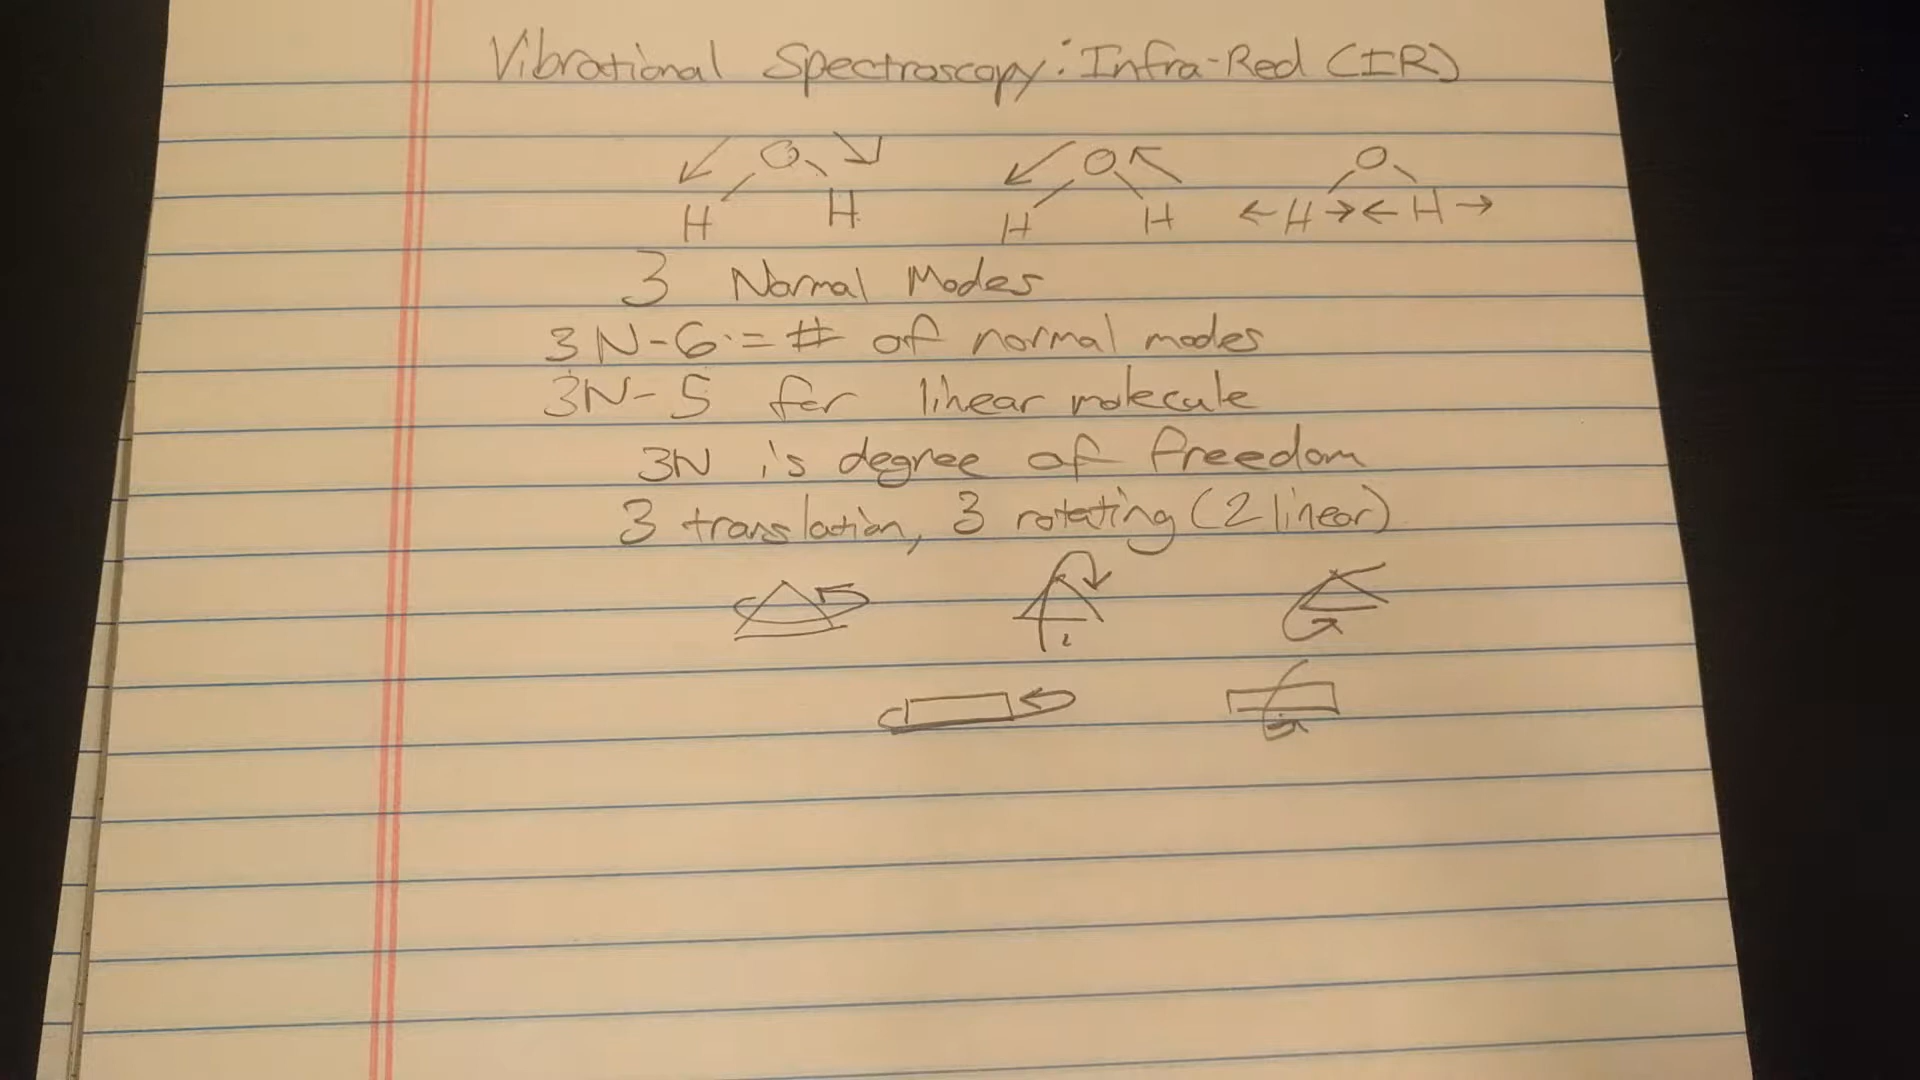 Vibrational Spectroscopy: Infra-Red (IR)
O O O
H H H H ←H→←H→
3 Normal Modes
3N-6 = # of normal modes
3N-5 for linear molecule
3N is degree of freedom
3 translation, 3 rotating (2 linear)